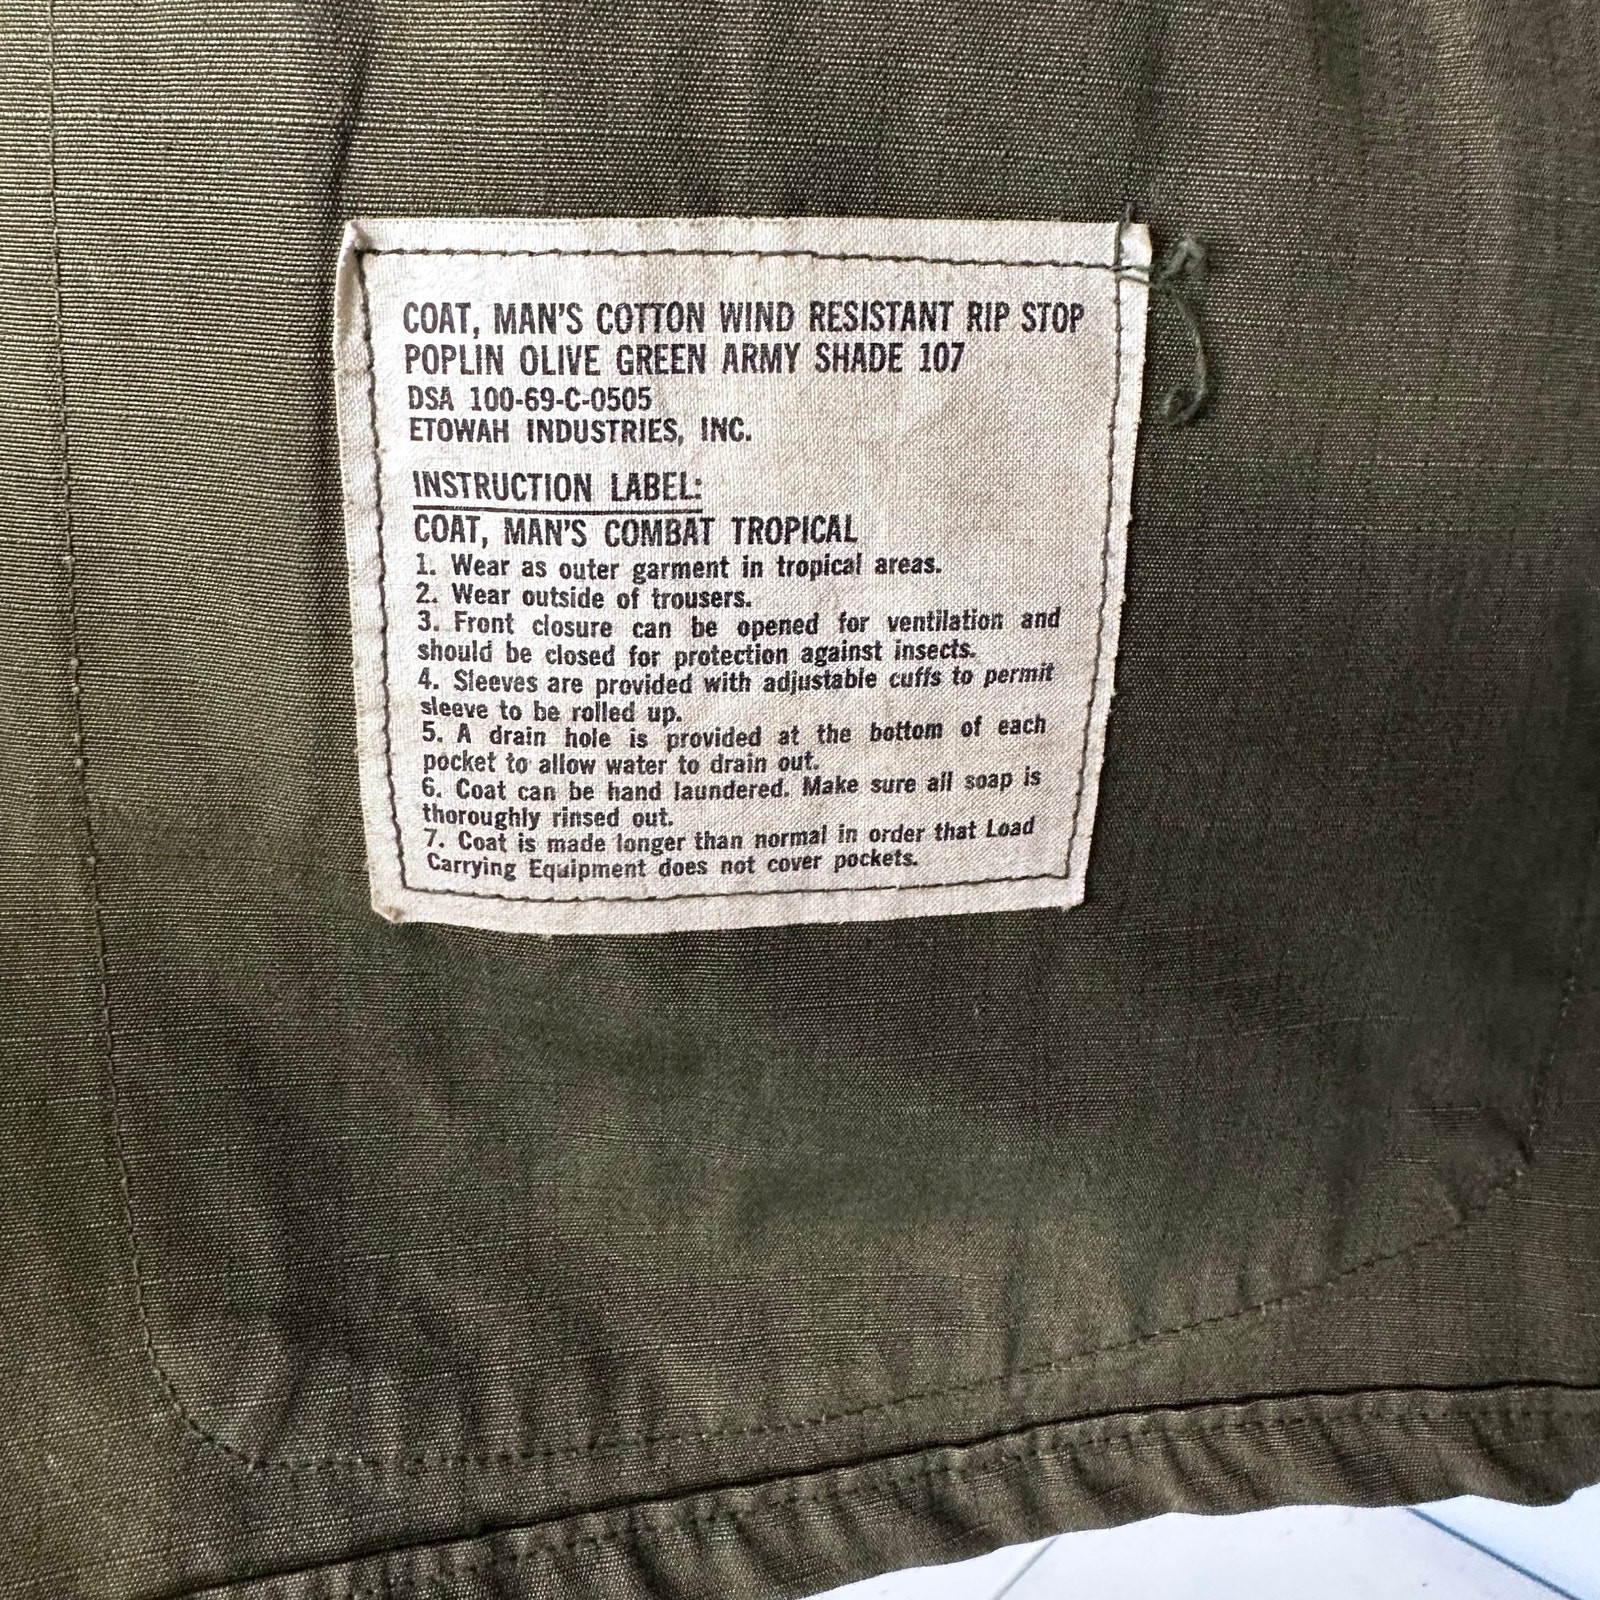 COAT, MAN'S COTTON WIND RESISTANT RIP STOP
POPLIN OLIVE GREEN ARMY SHADE 107
DSA 100-69-C-0505
ETOWAH INDUSTRIES, INC.
INSTRUCTION LABEL:
COAT, MAN'S COMBAT TROPICAL
1. Wear as outer garment in tropical areas.
2. Wear outside of trousers.
3. Front closure can be opened for ventilation and
should be closed for protection against insects.
4. Sleeves are provided with adjustable cuffs to permit
sleeve to be rolled up.
5. A drain hole is provided at the bottom of each
pocket to allow water to drain out.
6. Coat can be hand laundered. Make sure all soap is
thoroughly rinsed out.
7. Coat is made longer than normal in order that Load
Carrying Equipment does not cover pockets.